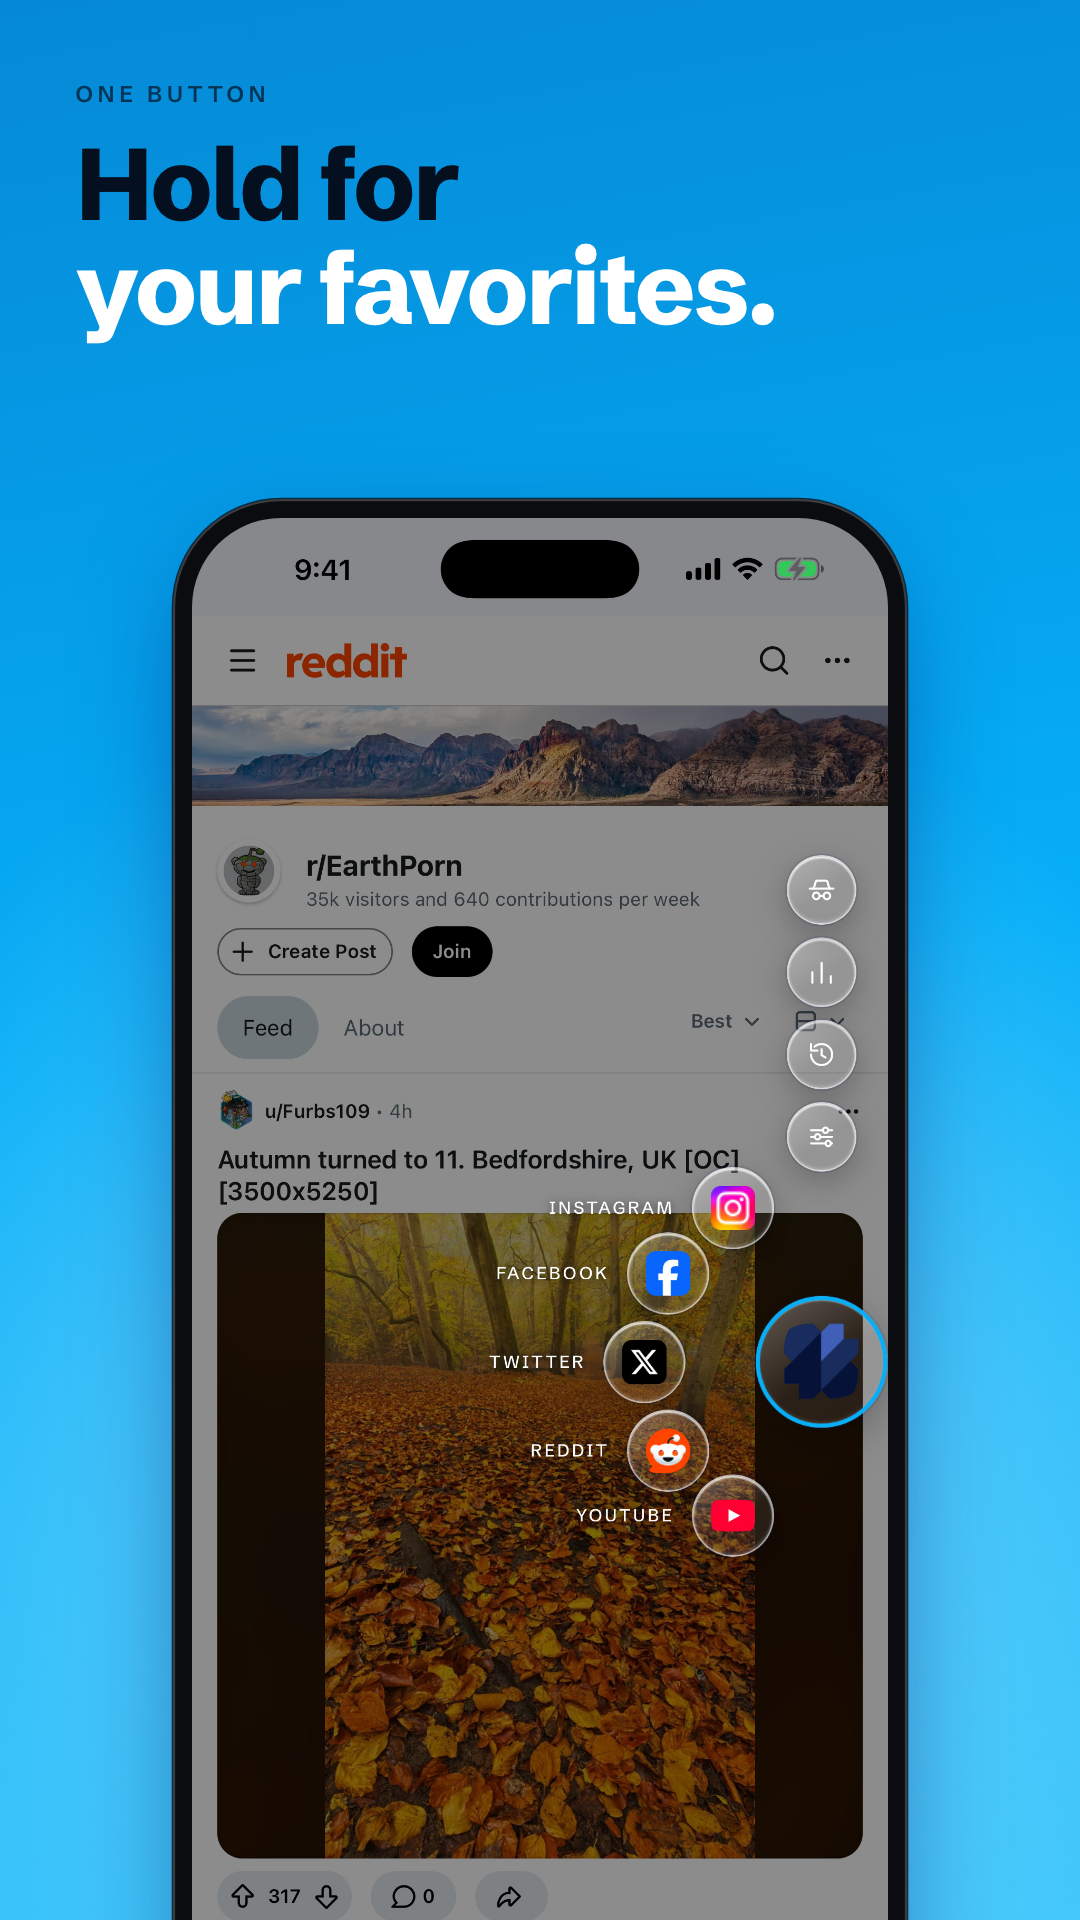 ONE BUTTON
Hold for
your favorites.
9:41
reddit
r/EarthPorn
35k visitors and 640 contributions per week
Create Post
Join
Feed
About
Best
u/Furbs109 • 4h
Autumn turned to 11. Bedfordshire, UK [OC]
[3500x5250]
INSTAGRAM
FACEBOOK
TWITTER
REDDIT
YOUTUBE
317
0